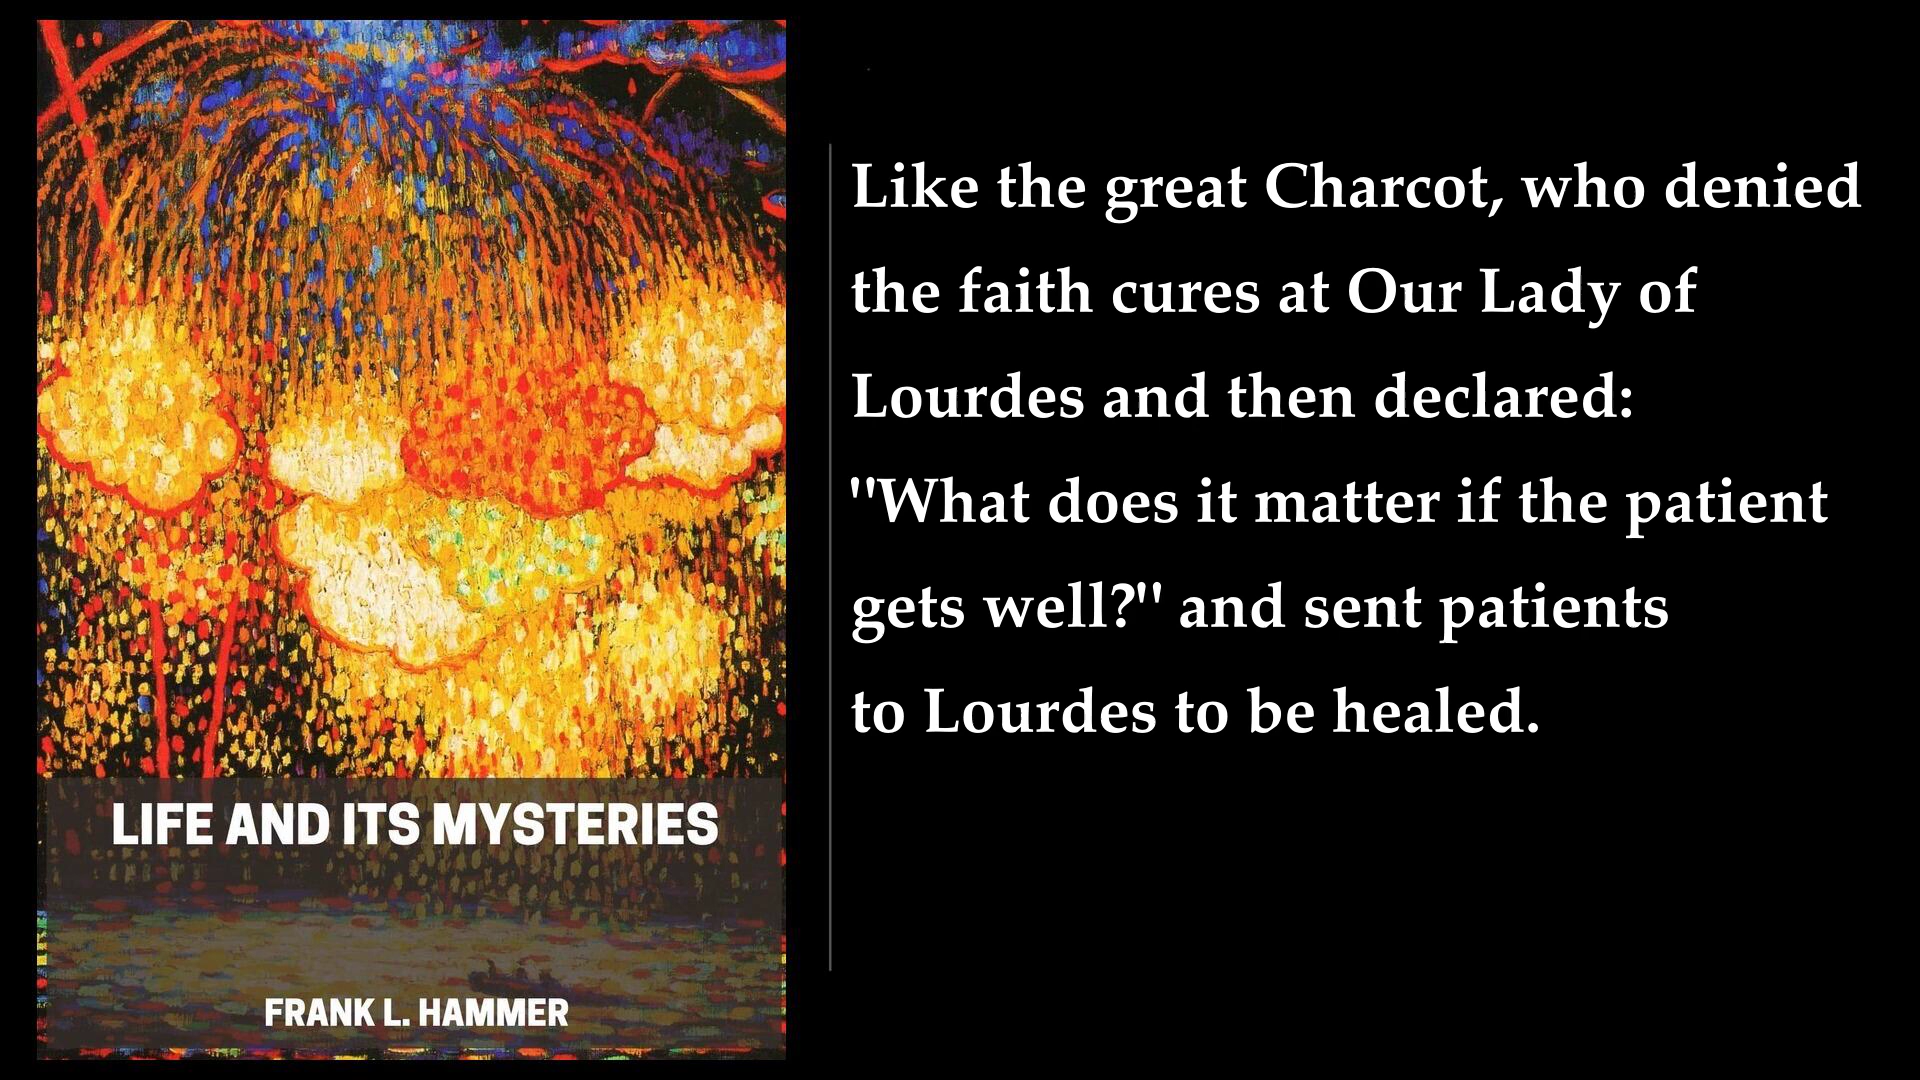 LIFE AND ITS MYSTERIES
FRANK L. HAMMER
Like the great Charcot, who denied
the faith cures at Our Lady of
Lourdes and then declared:
"What does it matter if the patient
gets well?" and sent patients
to Lourdes to be healed.